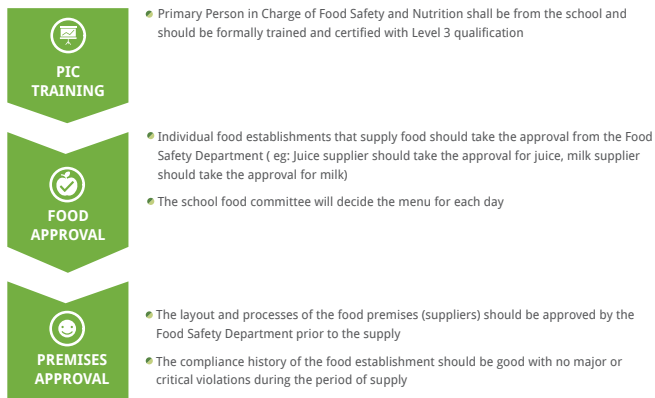 Primary Person in Charge of Food Safety and Nutrition shall be from the school and
should be formally trained and certified with Level 3 qualification
PIC
TRAINING
Individual food establishments that supply food should take the approval from the Food
Safety Department ( eg: Juice supplier should take the approval for juice, milk supplier
should take the approval for milk)
The school food committee will decide the menu for each day
FOOD
APPROVAL
The layout and processes of the food premises (suppliers) should be approved by the
Food Safety Department prior to the supply
The compliance history of the food establishment should be good with no major or
critical violations during the period of supply
PREMISES
APPROVAL